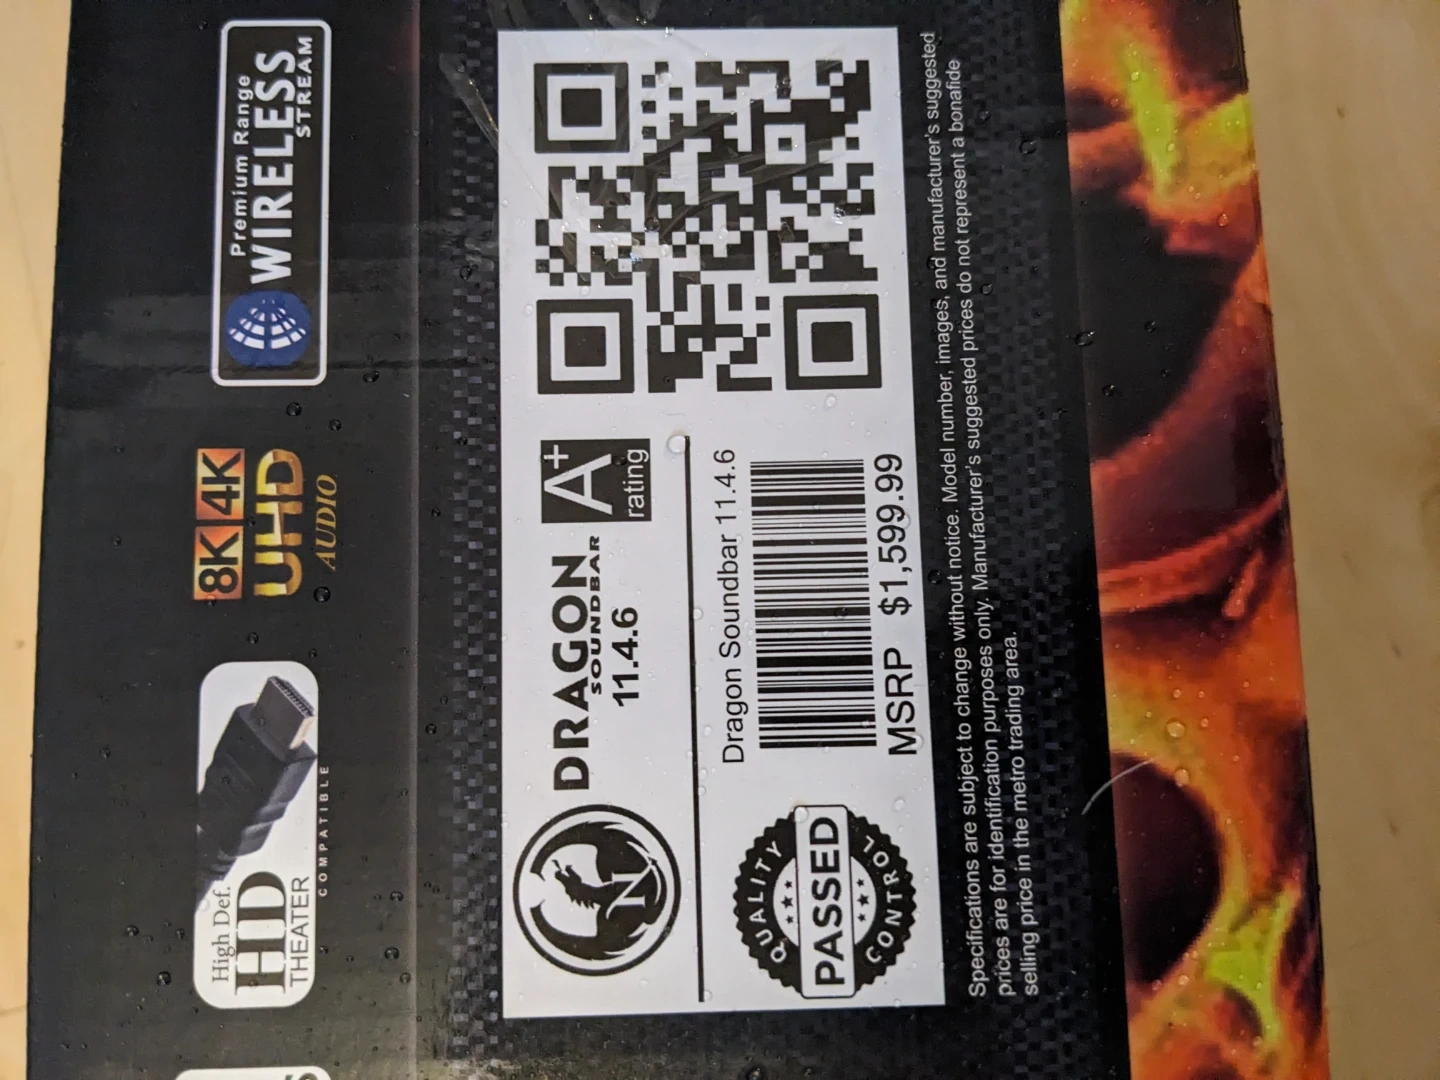 High Def.
HD
THEATER
COMPATIBLE
8K 4K
UHD
AUDIO
Premium Range
WIRELESS
STREAM
N
DRAGON
SOUNDBAR
11.4.6
A+
rating
QUALITY
PASSED
CONTROL
Dragon Soundbar 11.4.6
MSRP $1,599.99
Specifications are subject to change without notice. Model number, images, and manufacturer's suggested
prices are for identification purposes only. Manufacturer's suggested prices do not represent a bonafide
selling price in the metro trading area.